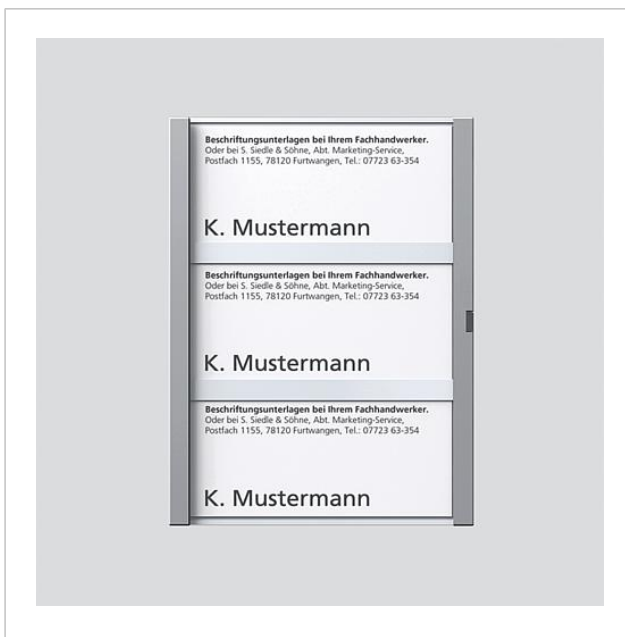 Beschriftungsunterlagen bei Ihrem Fachhandwerker.
Oder bei S. Siedle & Söhne, Abt. Marketing-Service,
Postfach 1155, 78120 Furtwangen, Tel.: 07723 63-354
K. Mustermann
Beschriftungsunterlagen bei Ihrem Fachhandwerker.
Oder bei S. Siedle & Söhne, Abt. Marketing-Service,
Postfach 1155, 78120 Furtwangen, Tel.: 07723 63-354
K. Mustermann
Beschriftungsunterlagen bei Ihrem Fachhandwerker.
Oder bei S. Siedle & Söhne, Abt. Marketing-Service,
Postfach 1155, 78120 Furtwangen, Tel.: 07723 63-354
K. Mustermann